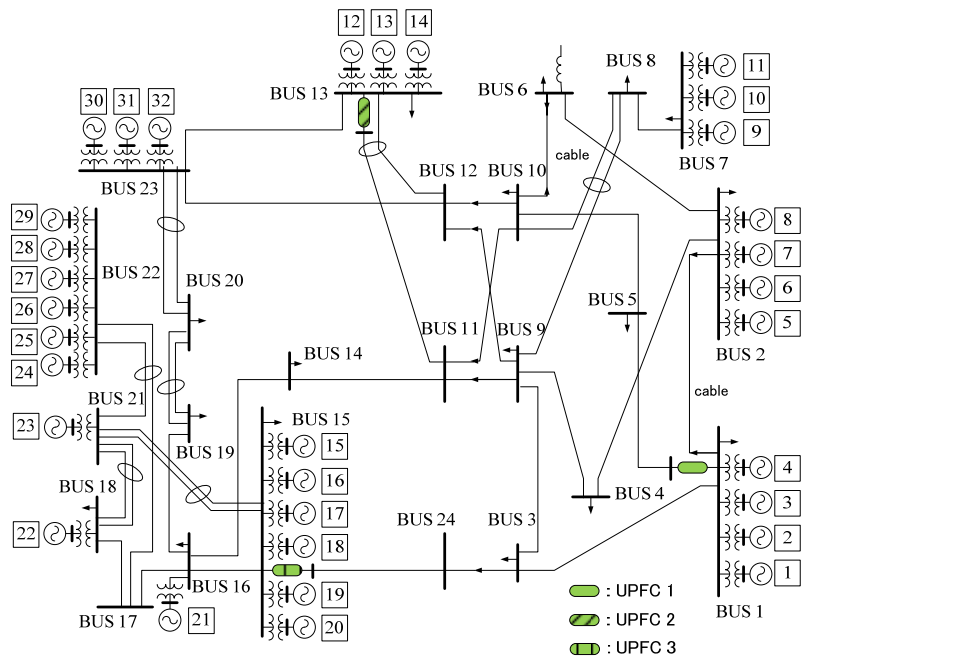 12 13 14
BUS 13
BUS 6
BUS 8
11
10
9
BUS 7
30 31 32
BUS 23
cable
BUS 12
BUS 10
29
28
27
26
25
24
BUS 22
BUS 20
8
7
6
5
BUS 2
BUS 5
BUS 11
BUS 9
BUS 14
cable
BUS 21
23
BUS 19
BUS 15
15
16
17
18
19
20
BUS 18
22
BUS 17
BUS 16
21
BUS 24
BUS 3
BUS 4
4
3
2
1
BUS 1
: UPFC 1
: UPFC 2
: UPFC 3